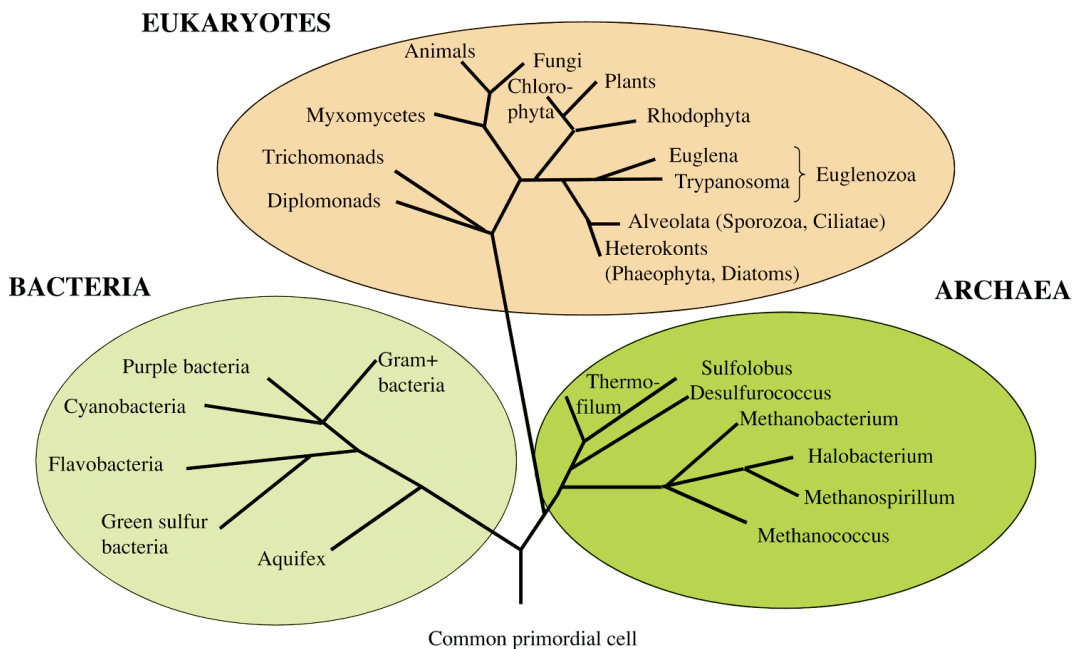 EUKARYOTES
Animals
Fungi
Chloro-
phyta
Plants
Myxomycetes
Rhodophyta
Trichomonads
Euglena
Trypanosoma
Euglenozoa
Diplomonads
Alveolata (Sporozoa, Ciliatae)
Heterokonts
(Phaeophyta, Diatoms)
BACTERIA
Purple bacteria
Gram+
bacteria
Cyanobacteria
Flavobacteria
Green sulfur
bacteria
Aquifex
ARCHAEA
Thermo-
filum
Sulfolobus
Desulfurococcus
Methanobacterium
Halobacterium
Methanospirillum
Methanococcus
Common primordial cell